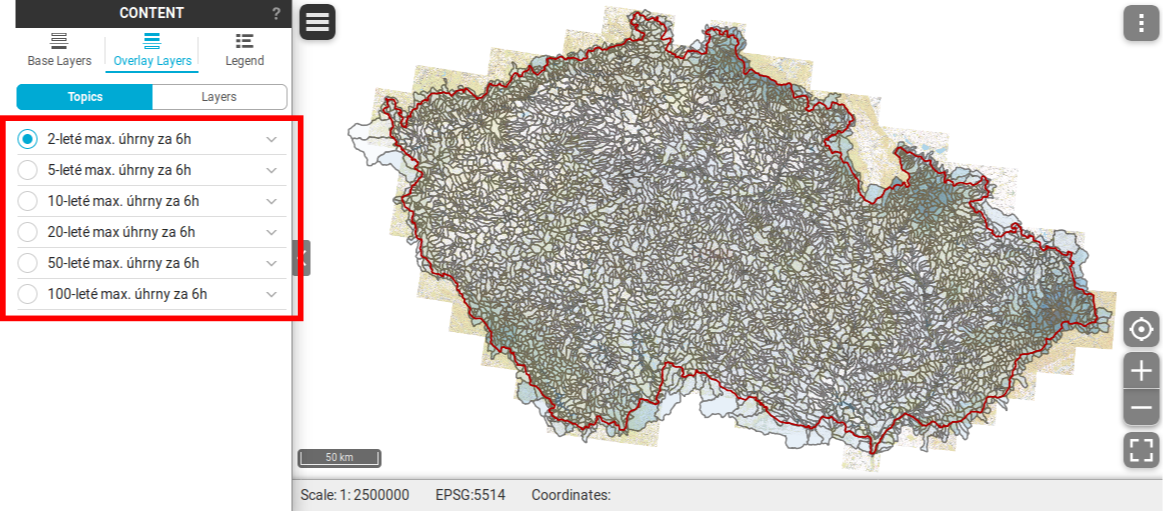 CONTENT
?
Base Layers
Overlay Layers
Legend
Topics
Layers
2-leté max. úhrny za 6h
5-leté max. úhrny za 6h
10-leté max. úhrny za 6h
20-leté max úhrny za 6h
50-leté max. úhrny za 6h
100-leté max. úhrny za 6h
50 km
Scale: 1: 2500000 EPSG:5514 Coordinates: